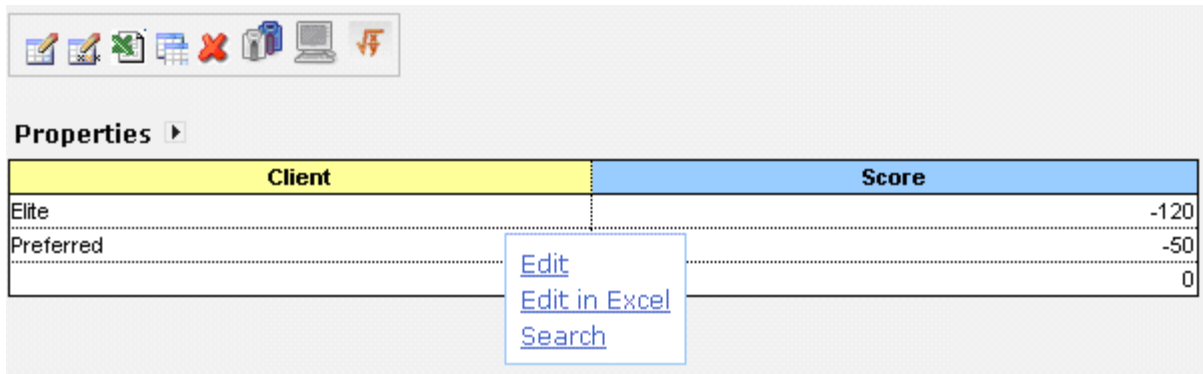 Properties
Client Score
Elite -120
Preferred -50
0
Edit
Edit in Excel
Search